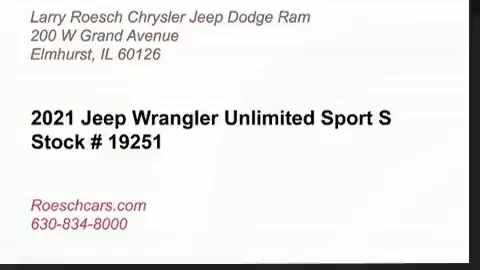 Larry Roesch Chrysler Jeep Dodge Ram
200 W Grand Avenue
Elmhurst, IL 60126
2021 Jeep Wrangler Unlimited Sport S
Stock # 19251
Roeschcars.com
630-834-8000